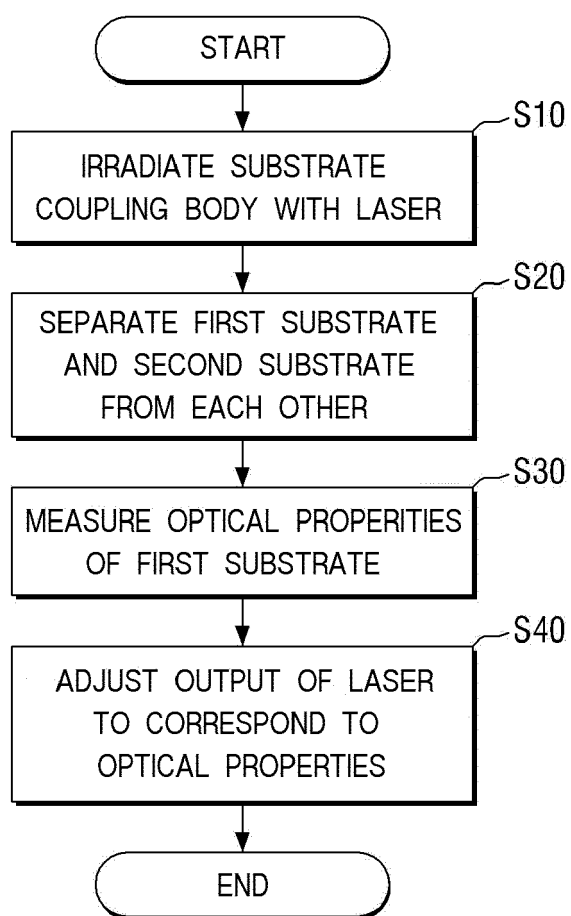 START
S10
IRRADIATE SUBSTRATE
COUPLING BODY WITH LASER
S20
SEPARATE FIRST SUBSTRATE
AND SECOND SUBSTRATE
FROM EACH OTHER
S30
MEASURE OPTICAL PROPERITIES
OF FIRST SUBSTRATE
S40
ADJUST OUTPUT OF LASER
TO CORRESPOND TO
OPTICAL PROPERTIES
END